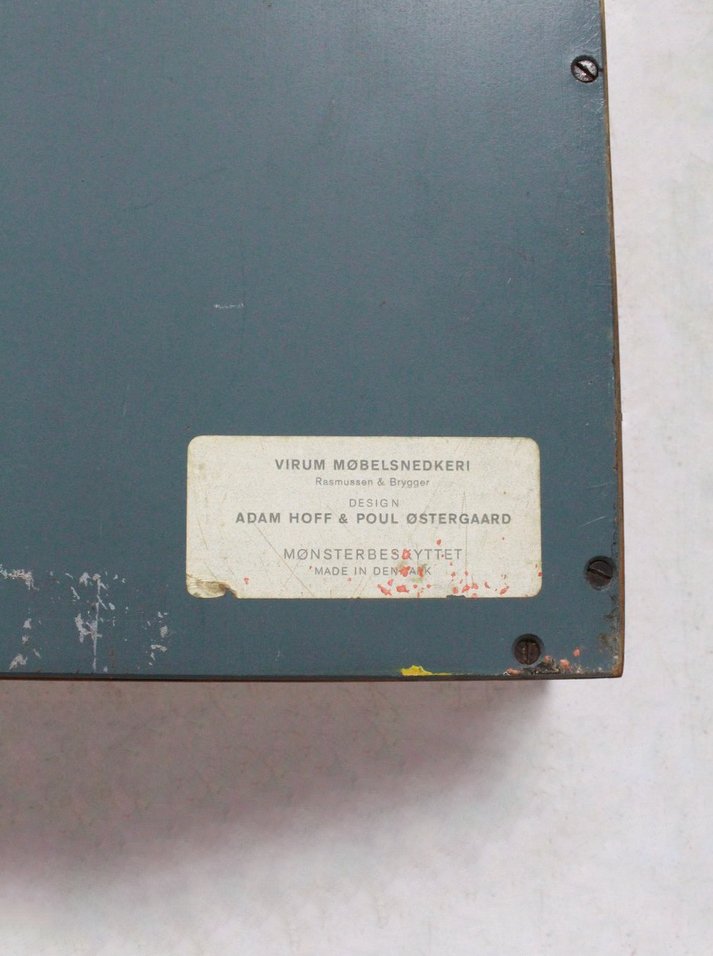 VIRUM MØBELSNEDKERI
Rasmussen & Brygger
DESIGN
ADAM HOFF & POUL ØSTERGAARD
MØNSTERBESKYTTET
MADE IN DENMARK